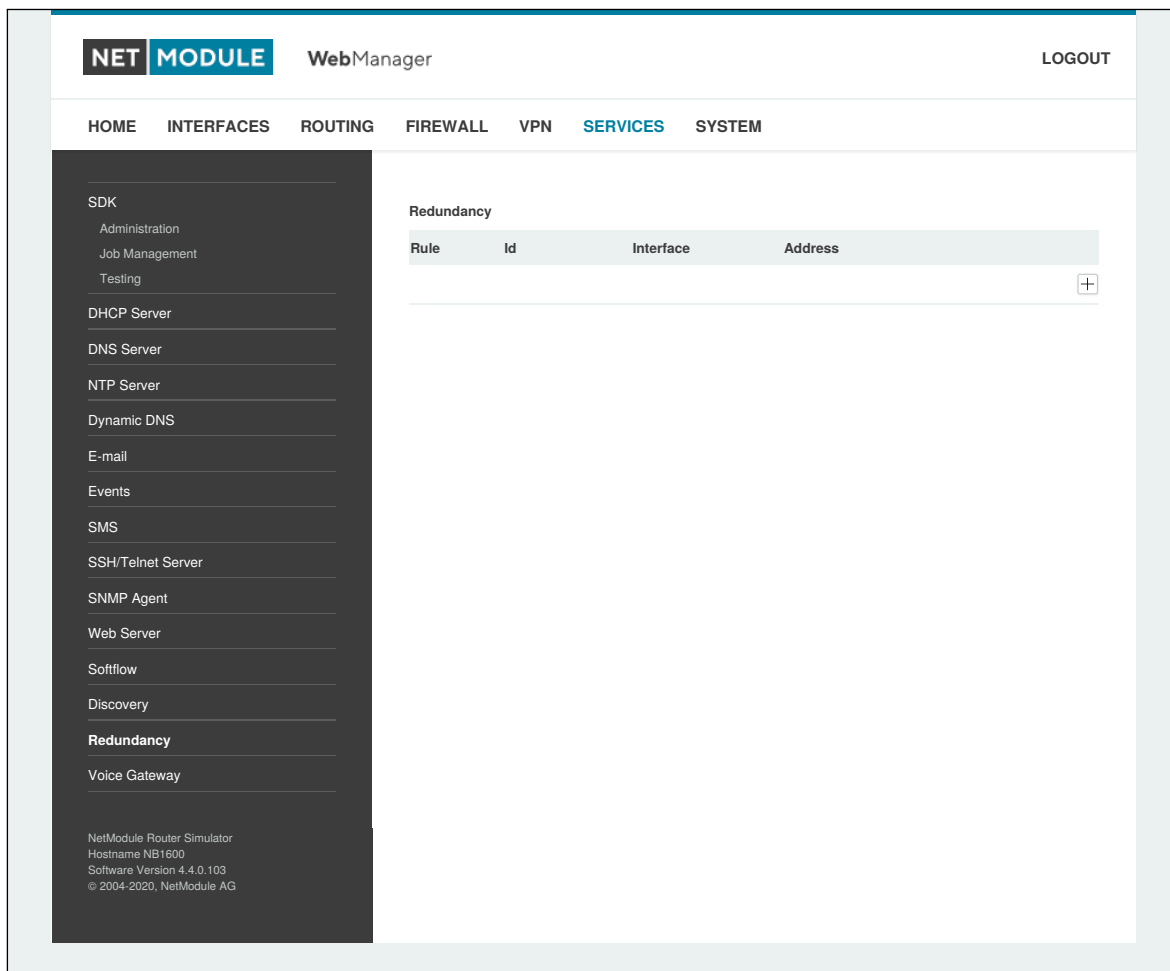 NET MODULE WebManager LOGOUT
HOME INTERFACES ROUTING FIREWALL VPN SERVICES SYSTEM
SDK
Administration
Job Management
Testing
DHCP Server
DNS Server
NTP Server
Dynamic DNS
E-mail
Events
SMS
SSH/Telnet Server
SNMP Agent
Web Server
Softflow
Discovery
Redundancy
Voice Gateway
NetModule Router Simulator
Hostname NB1600
Software Version 4.4.0.103
© 2004-2020, NetModule AG
Redundancy
Rule Id Interface Address